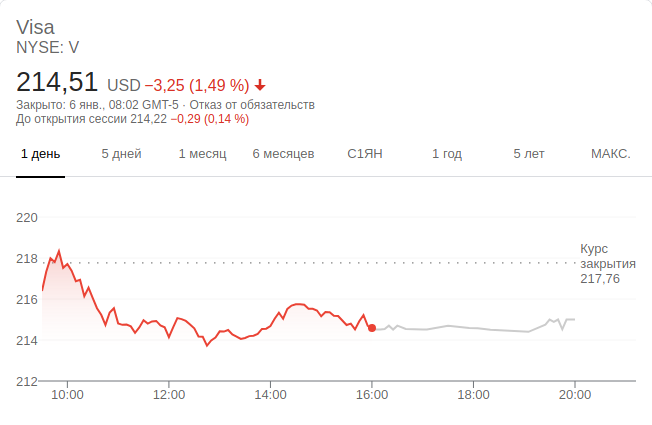 Visa
NYSE: V
214,51 USD −3,25 (1,49 %)
Закрыто: 6 янв., 08:02 GMT-5 · Отказ от обязательств
До открытия сессии 214,22 −0,29 (0,14 %)
1 день 5 дней 1 месяц 6 месяцев С1ЯН 1 год 5 лет МАКС.
220
218
216
214
212
Курс
закрытия
217,76
10:00 12:00 14:00 16:00 18:00 20:00